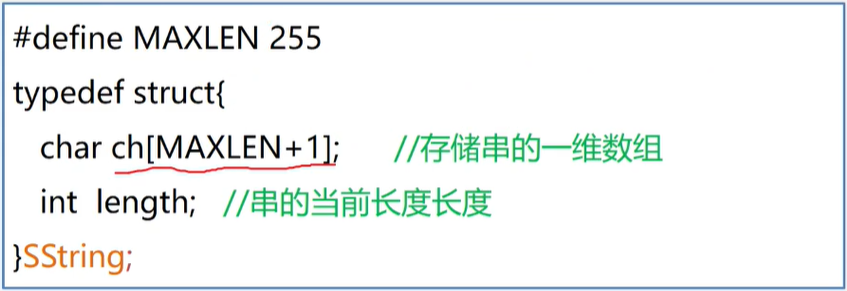 #define MAXLEN 255
typedef struct{
char ch[MAXLEN+1]; //存储串的一维数组
int length; //串的当前长度长度
}SString;